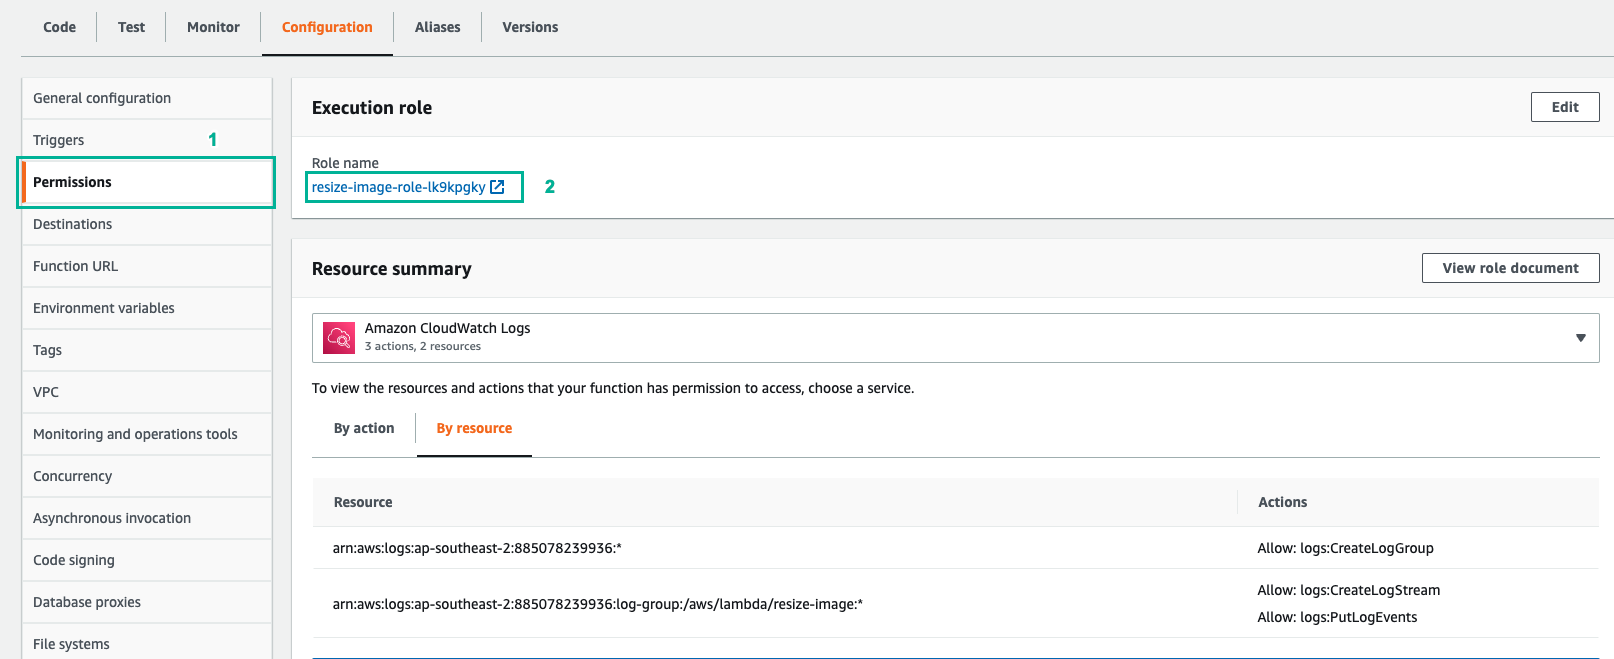 Code
Test
Monitor
Configuration
Aliases
Versions
General configuration
Triggers
1
Permissions
Destinations
Function URL
Environment variables
Tags
VPC
Monitoring and operations tools
Concurrency
Asynchronous invocation
Code signing
Database proxies
File systems
Execution role
Edit
Role name
resize-image-role-lk9kpgky
2
Resource summary
View role document
Amazon CloudWatch Logs
3 actions, 2 resources
To view the resources and actions that your function has permission to access, choose a service.
By action
By resource
Resource
Actions
arn:aws:logs:ap-southeast-2:885078239936:*
Allow: logs:CreateLogGroup
arn:aws:logs:ap-southeast-2:885078239936:log-group:/aws/lambda/resize-image:*
Allow: logs:CreateLogStream
Allow: logs:PutLogEvents